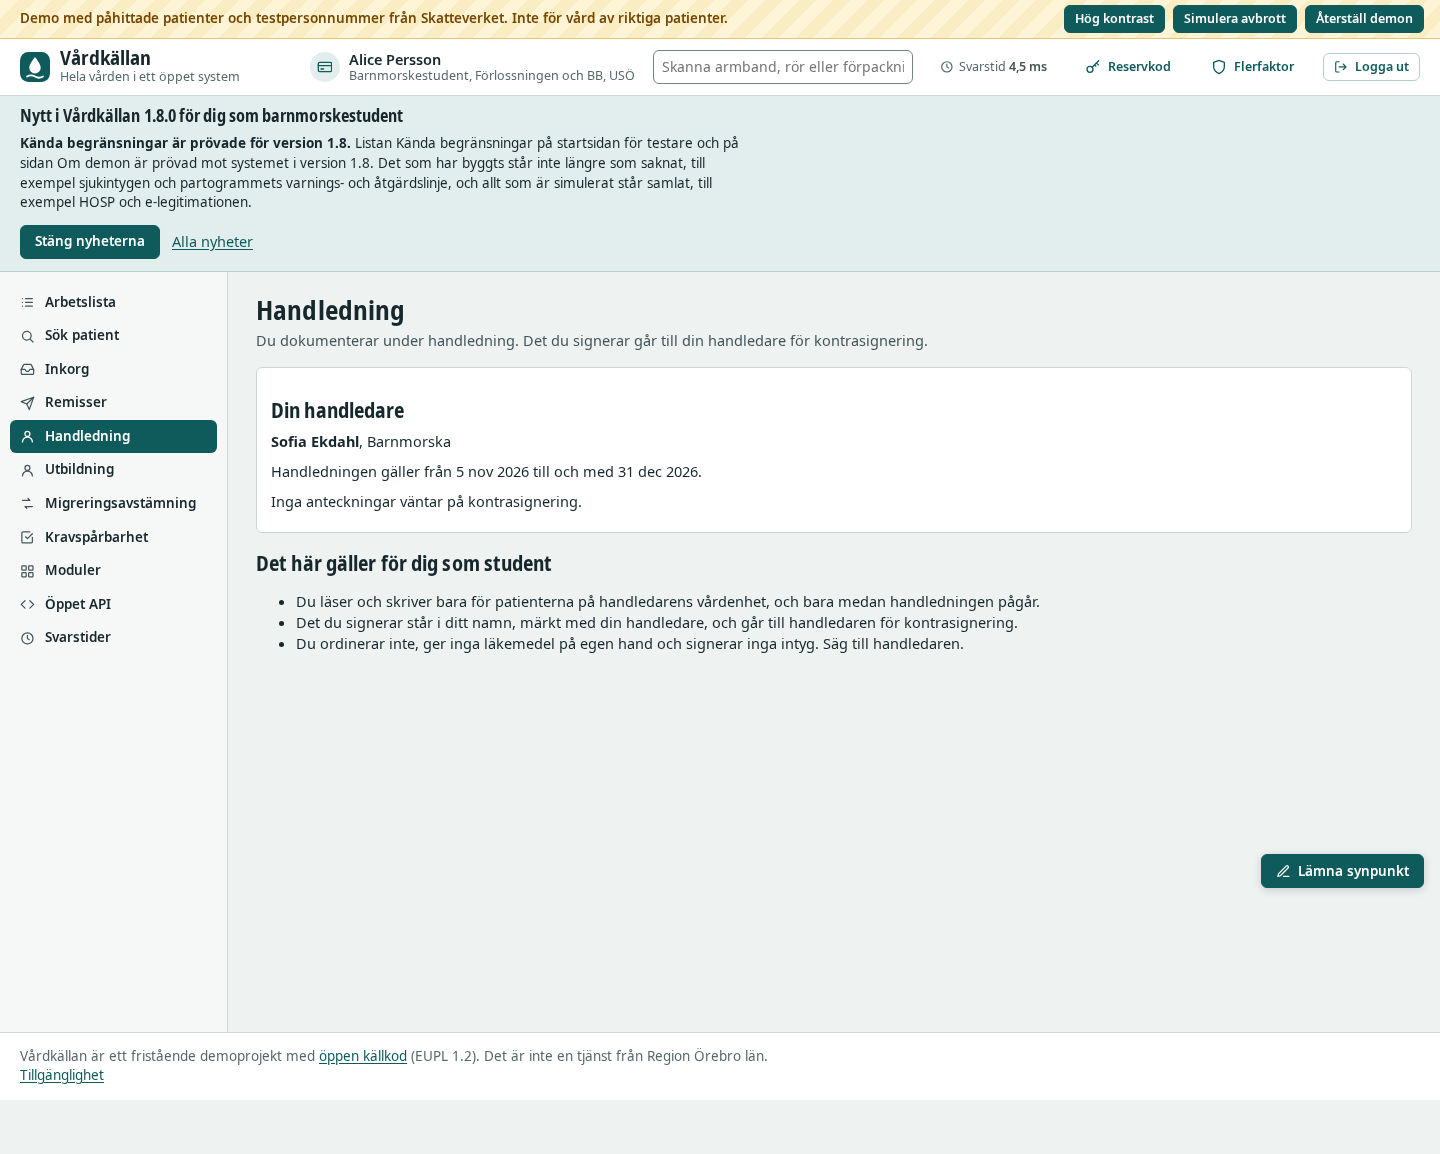 Demo med påhittade patienter och testpersonnummer från Skatteverket. Inte för vård av riktiga patienter.
Hög kontrast
Simulera avbrott
Återställ demon
Vårdkällan
Hela vården i ett öppet system
Alice Persson
Barnmorskestudent, Förlossningen och BB, USÖ
Skanna armband, rör eller förpackni
Svarstid 4,5 ms
Reservkod
Flerfaktor
Logga ut
Nytt i Vårdkällan 1.8.0 för dig som barnmorskestudent
Kända begränsningar är prövade för version 1.8. Listan Kända begränsningar på startsidan för testare och på
sidan Om demon är prövad mot systemet i version 1.8. Det som har byggts står inte längre som saknat, till
exempel sjukintygen och partogrammets varnings- och åtgärdslinje, och allt som är simulerat står samlat, till
exempel HOSP och e-legitimationen.
Stäng nyheterna
Alla nyheter
Arbetslista
Sök patient
Inkorg
Remisser
Handledning
Utbildning
Migreringsavstämning
Kravspårbarhet
Moduler
Öppet API
Svarstider
Handledning
Du dokumenterar under handledning. Det du signerar går till din handledare för kontrasignering.
Din handledare
Sofia Ekdahl, Barnmorska
Handledningen gäller från 5 nov 2026 till och med 31 dec 2026.
Inga anteckningar väntar på kontrasignering.
Det här gäller för dig som student
Du läser och skriver bara för patienterna på handledarens vårdenhet, och bara medan handledningen pågår.
Det du signerar står i ditt namn, märkt med din handledare, och går till handledaren för kontrasignering.
Du ordinerar inte, ger inga läkemedel på egen hand och signerar inga intyg. Säg till handledaren.
Lämna synpunkt
Vårdkällan är ett fristående demoprojekt med öppen källkod (EUPL 1.2). Det är inte en tjänst från Region Örebro län.
Tillgänglighet